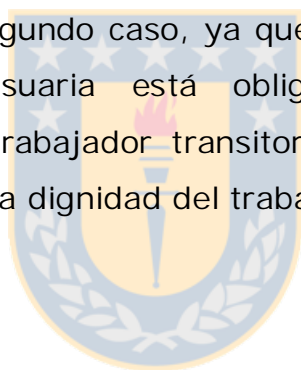 gundo caso, ya que
suaria está oblig
rabajador transitor
a dignidad del traba